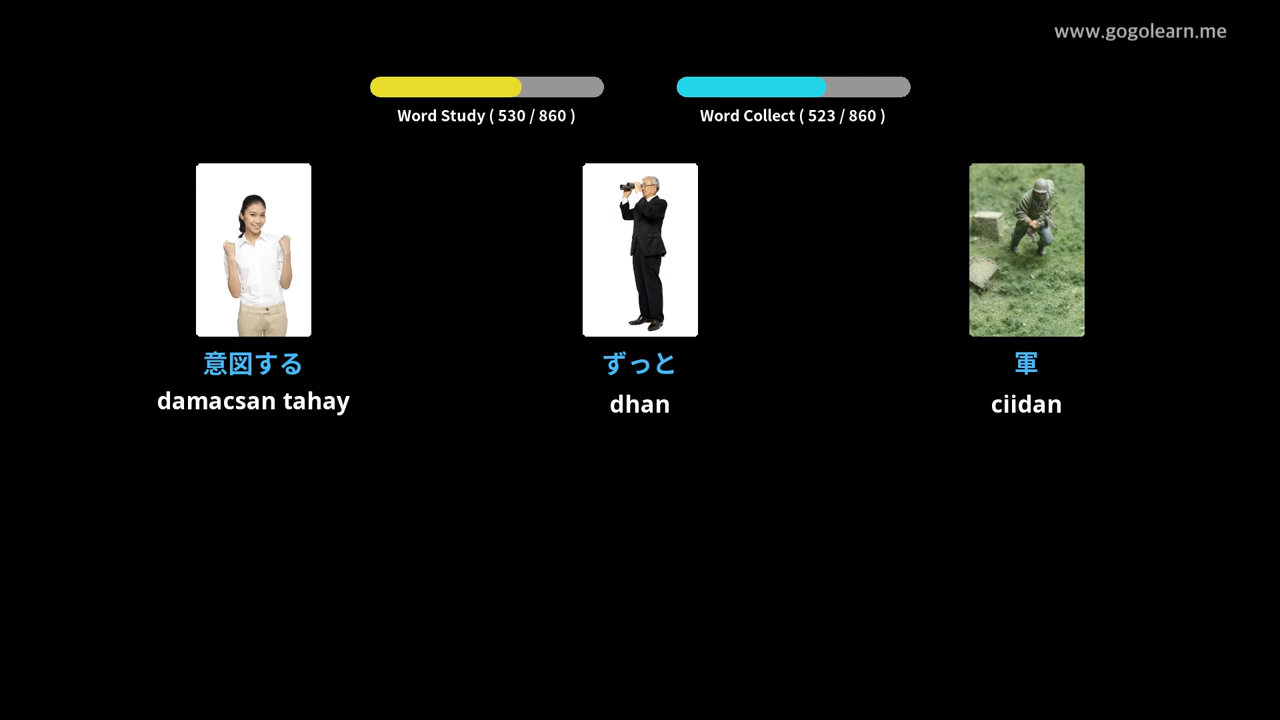 www.gogolearn.me
Word Study ( 530 / 860 )
Word Collect ( 523 / 860 )
意図する
damacsan tahay
ずっと
dhan
軍
ciidan